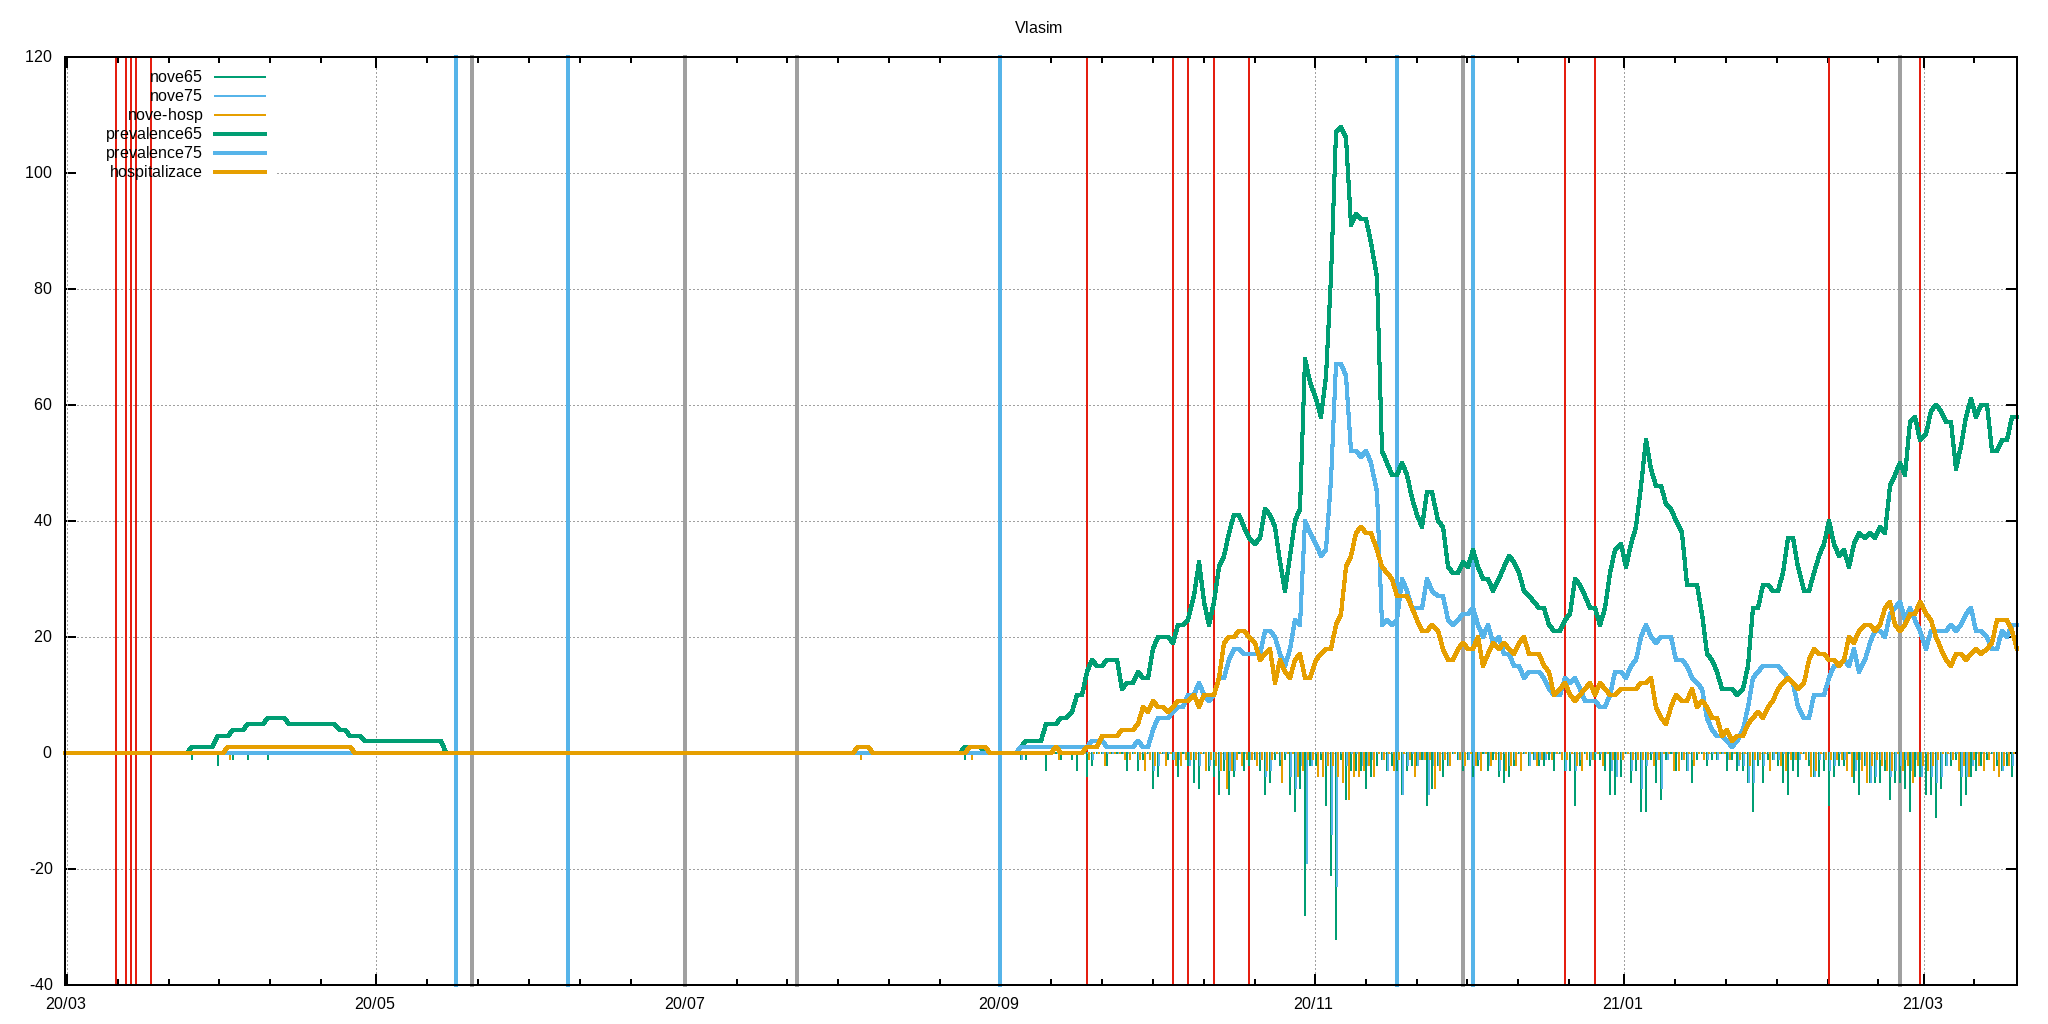 Vlasim
120
nove65
nove75
nove-hosp
prevalence65
prevalence75
hospitalizace
100
80
60
40
20
0
-20
-40
20/03 20/05 20/07 20/09 20/11 21/01 21/03